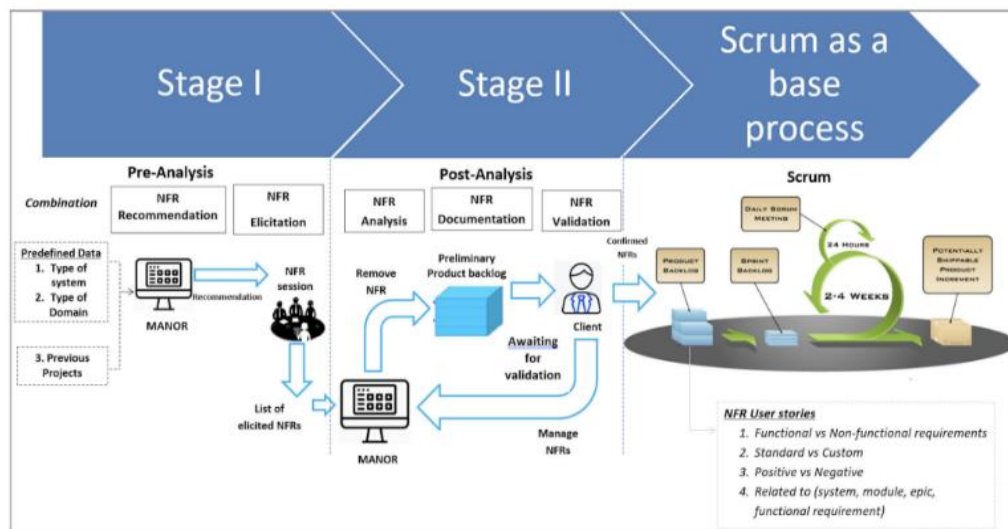 Stage I
Stage II
Scrum as a
base
process
Pre-Analysis
Post-Analysis
Scrum
Combination
NFR
Recommendation
NFR
Elicitation
NFR
Analysis
NFR
Documentation
NFR
Validation
Predefined Data
1. Type of
system
2. Type of
Domain
3. Previous
Projects
MANOR
Recommendation
NFR
session
List of
elicited NFRs
Remove
NFR
Preliminary
Product backlog
MANOR
Client
Awaiting
for
validation
Manage
NFRs
Confirmed
NFRs
PRODUCT
BACKLOG
SPRINT
BACKLOG
DAILY SCRUM
MEETING
24 HOURS
2-4 WEEKS
POTENTIALLY
SHIPPABLE
PRODUCT
INCREMENT
NFR User stories
1. Functional vs Non-functional requirements
2. Standard vs Custom
3. Positive vs Negative
4. Related to (system, module, epic,
functional requirement)